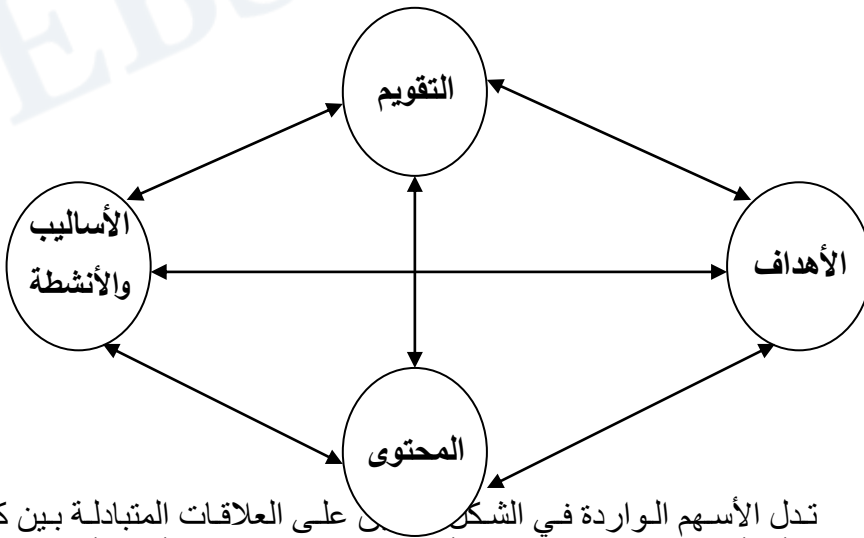 التقويم
الأساليب
والأنشطة
الأهداف
المحتوى
تدل الأسهم الواردة في الشكل على العلاقات المتبادلة بين